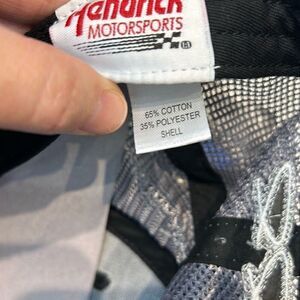 Hendrick
MOTORSPORTS
65% COTTON
35% POLYESTER
SHELL